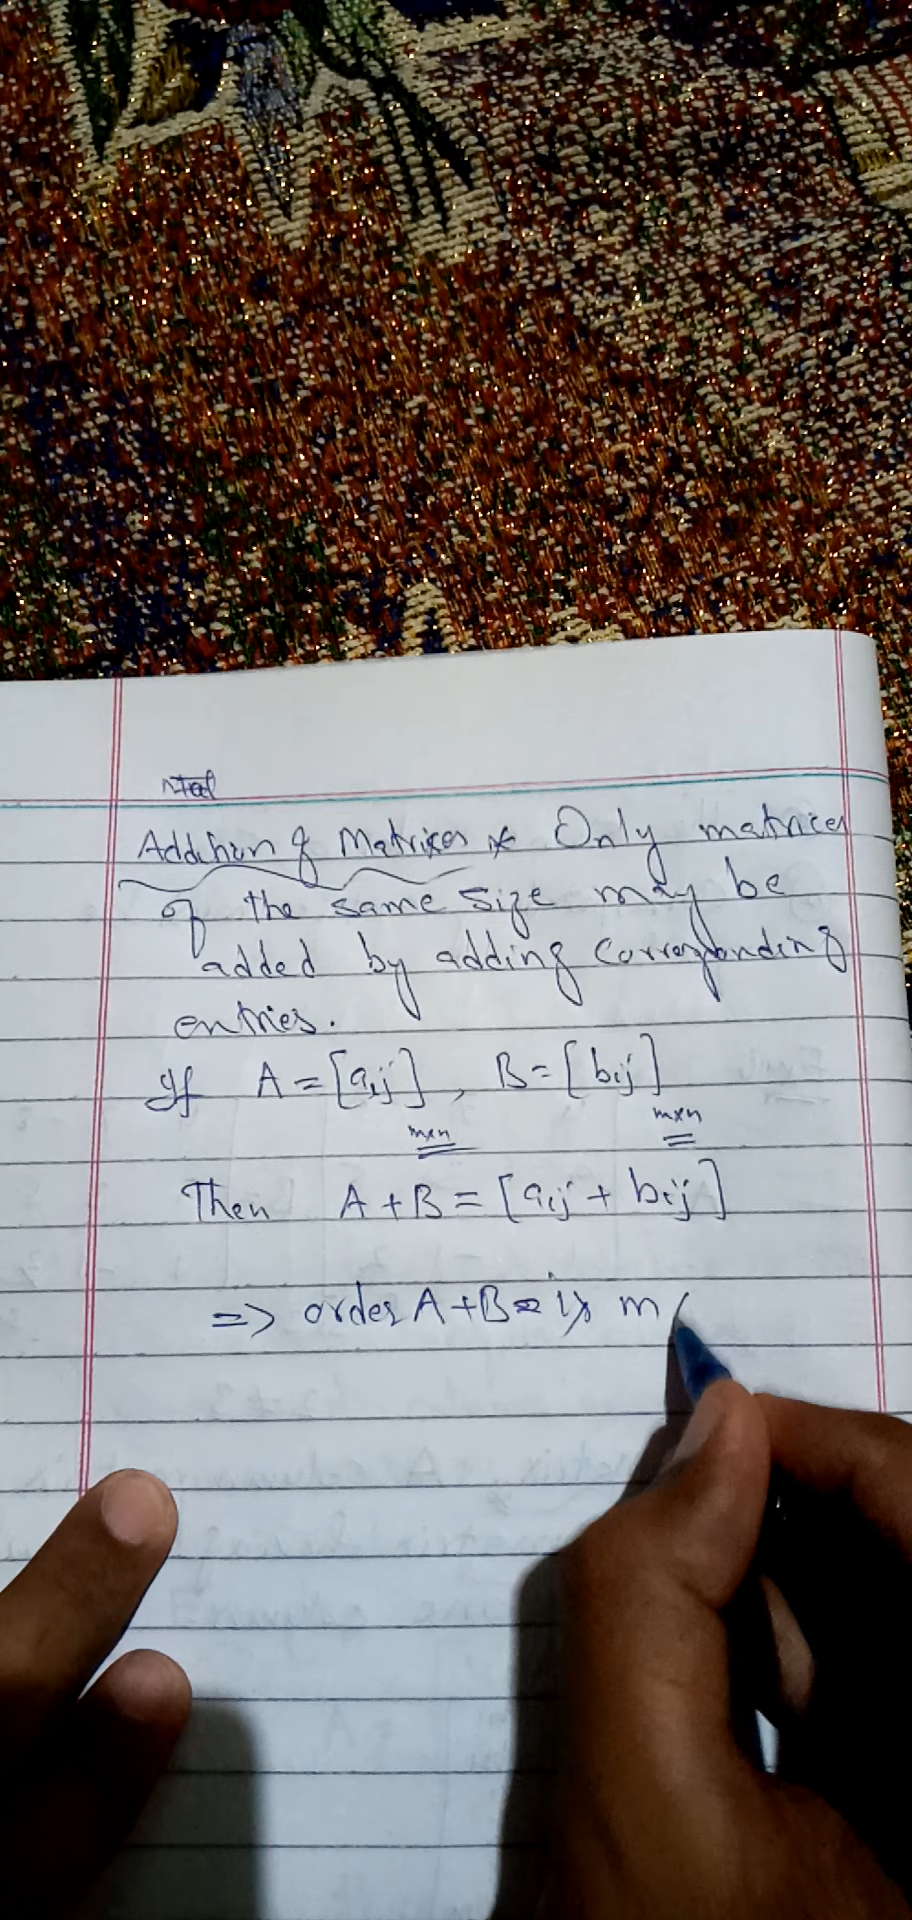 Addition of Matrices * Only matrices
of the same size may be
added by adding corresponding
entries.
If A = [aij] m×n, B = [bij] m×n
Then A + B = [aij + bij]
=> order A + B = is m